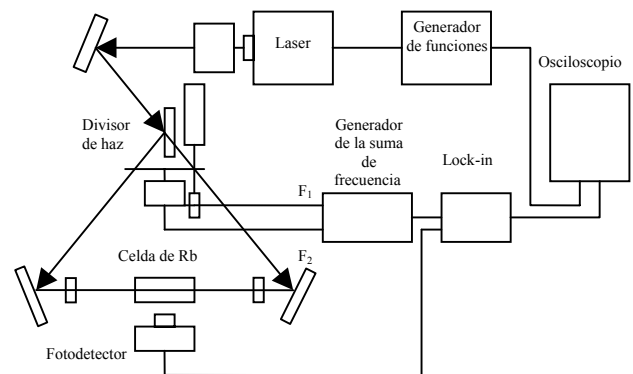 Laser
Generador
de funciones
Osciloscopio
Divisor
de haz
Generador
de la suma
de
frecuencia
Lock-in
F₁
Celda de Rb
F₂
Fotodetector